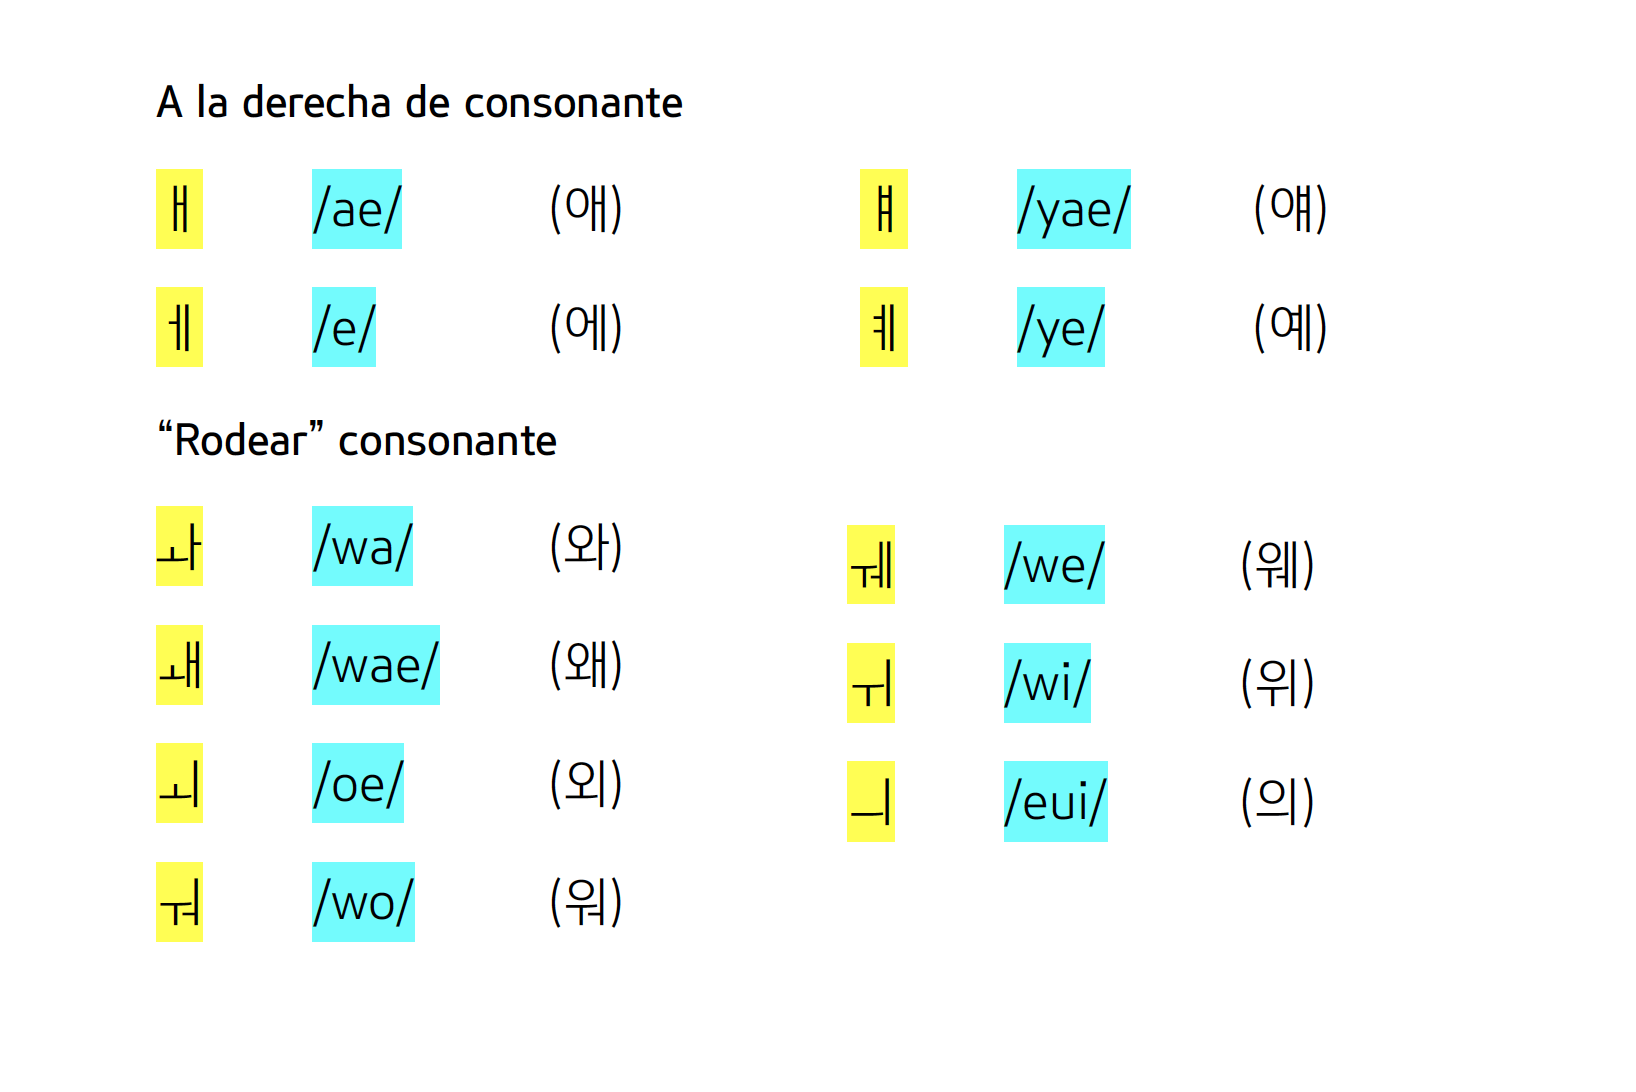 A la derecha de consonante
ㅐ /ae/ (애) ㅒ /yae/ (얘)
ㅔ /e/ (에) ㅖ /ye/ (예)
“Rodear” consonante
ㅘ /wa/ (와) ㅞ /we/ (웨)
ㅙ /wae/ (왜) ㅟ /wi/ (위)
ㅚ /oe/ (외) ㅢ /eui/ (의)
ㅝ /wo/ (워)